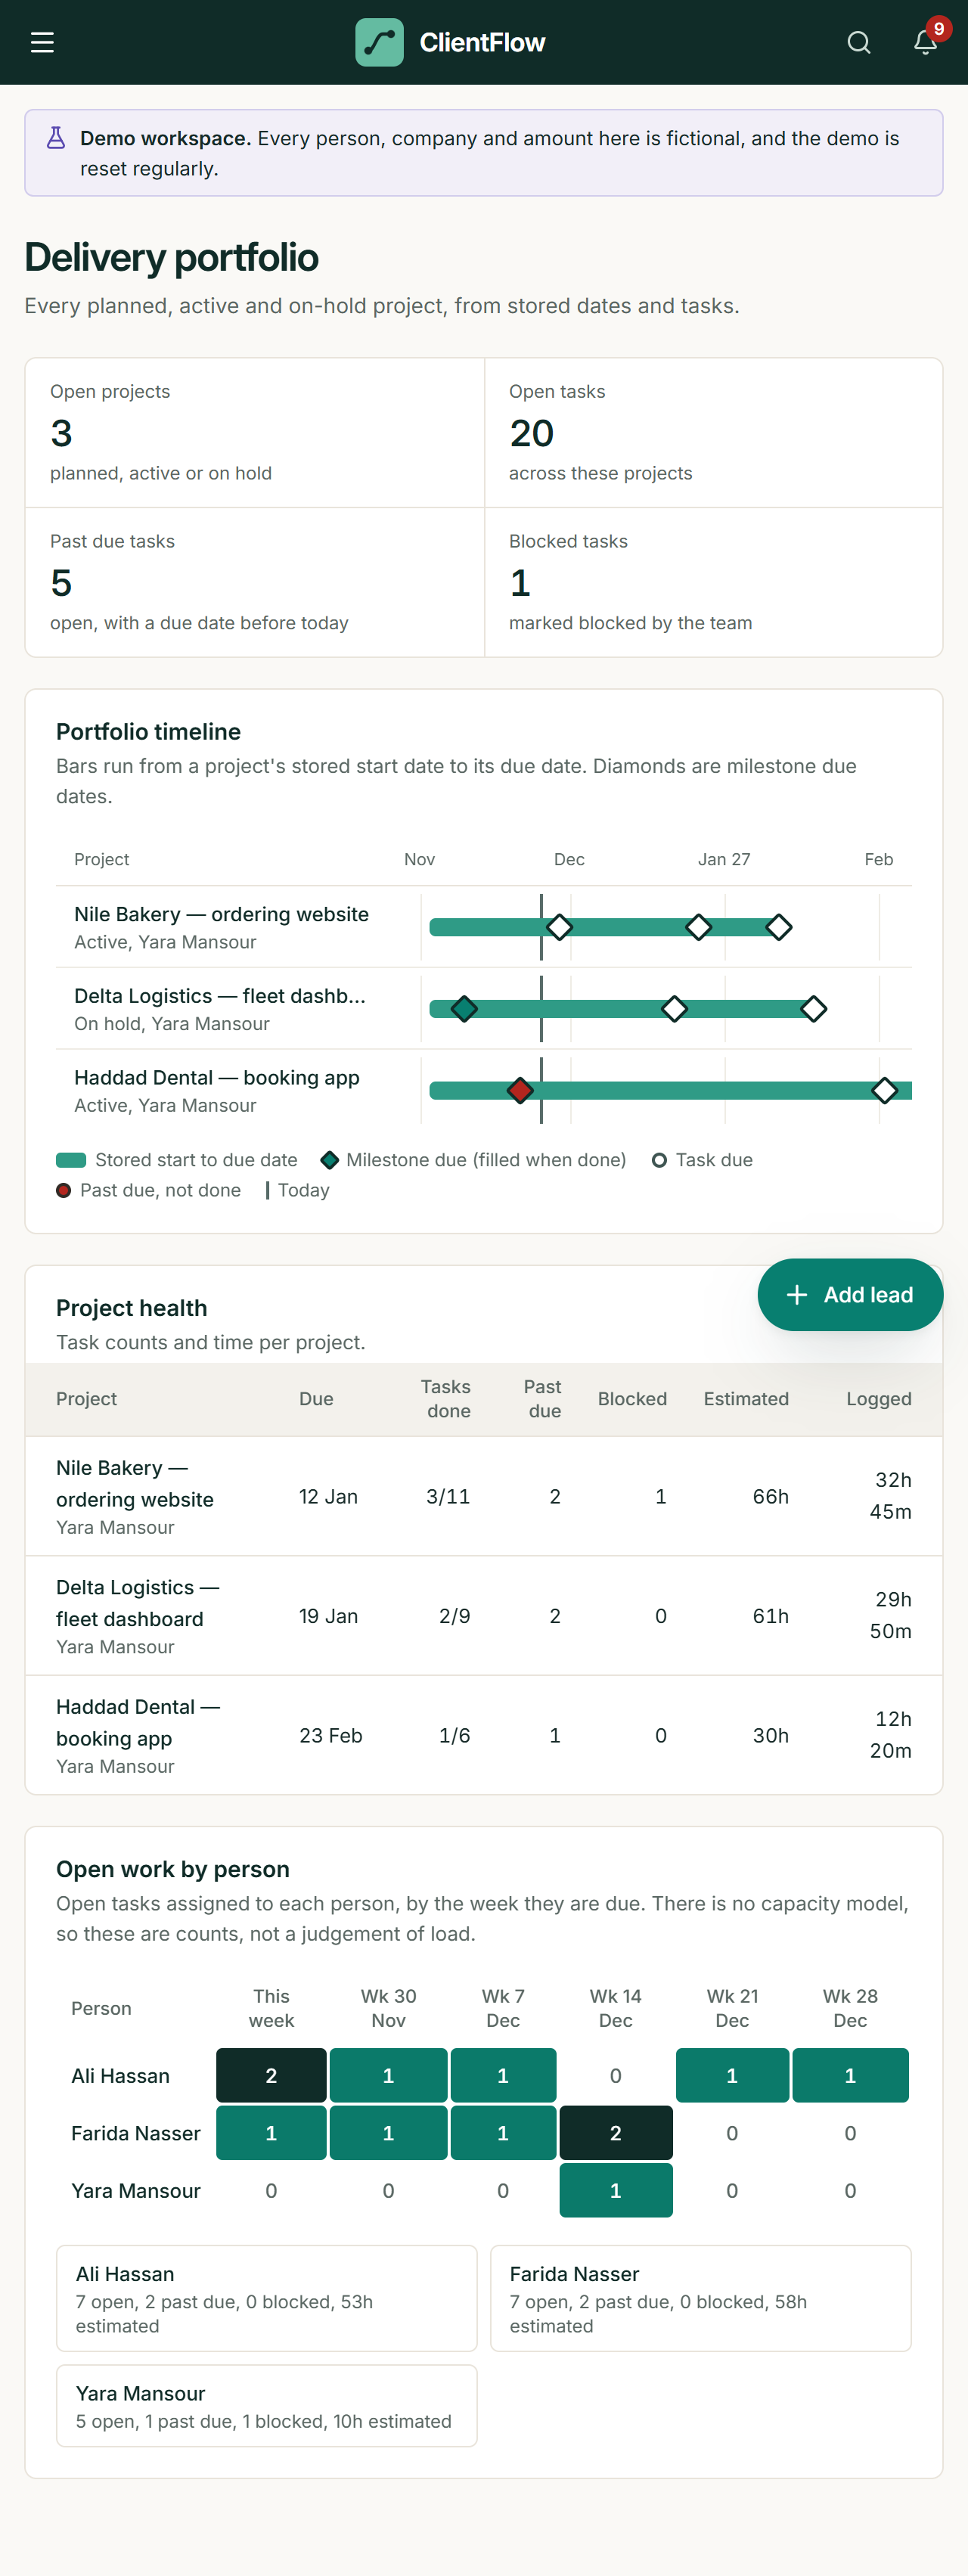 ClientFlow
9
Demo workspace. Every person, company and amount here is fictional, and the demo is
reset regularly.
Delivery portfolio
Every planned, active and on-hold project, from stored dates and tasks.
Open projects
3
planned, active or on hold
Open tasks
20
across these projects
Past due tasks
5
open, with a due date before today
Blocked tasks
1
marked blocked by the team
Portfolio timeline
Bars run from a project's stored start date to its due date. Diamonds are milestone due
dates.
Project Nov Dec Jan 27 Feb
Nile Bakery — ordering website
Active, Yara Mansour
Delta Logistics — fleet dashb...
On hold, Yara Mansour
Haddad Dental — booking app
Active, Yara Mansour
Stored start to due date Milestone due (filled when done) Task due
Past due, not done Today
Add lead
Project health
Task counts and time per project.
Project Due Tasks done Past due Blocked Estimated Logged
Nile Bakery —
ordering website
Yara Mansour
12 Jan 3/11 2 1 66h 32h 45m
Delta Logistics —
fleet dashboard
Yara Mansour
19 Jan 2/9 2 0 61h 29h 50m
Haddad Dental —
booking app
Yara Mansour
23 Feb 1/6 1 0 30h 12h 20m
Open work by person
Open tasks assigned to each person, by the week they are due. There is no capacity model,
so these are counts, not a judgement of load.
Person This week Wk 30 Nov Wk 7 Dec Wk 14 Dec Wk 21 Dec Wk 28 Dec
Ali Hassan 2 1 1 0 1 1
Farida Nasser 1 1 1 2 0 0
Yara Mansour 0 0 0 1 0 0
Ali Hassan
7 open, 2 past due, 0 blocked, 53h
estimated
Farida Nasser
7 open, 2 past due, 0 blocked, 58h
estimated
Yara Mansour
5 open, 1 past due, 1 blocked, 10h estimated